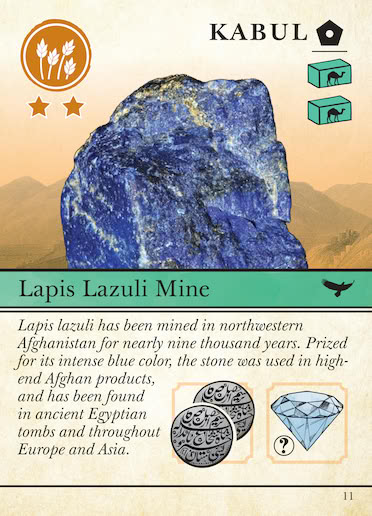 KABUL
Lapis Lazuli Mine
Lapis lazuli has been mined in northwestern
Afghanistan for nearly nine thousand years. Prized
for its intense blue color, the stone was used in high-
end Afghan products,
and has been found
in ancient Egyptian
tombs and throughout
Europe and Asia.
?
11